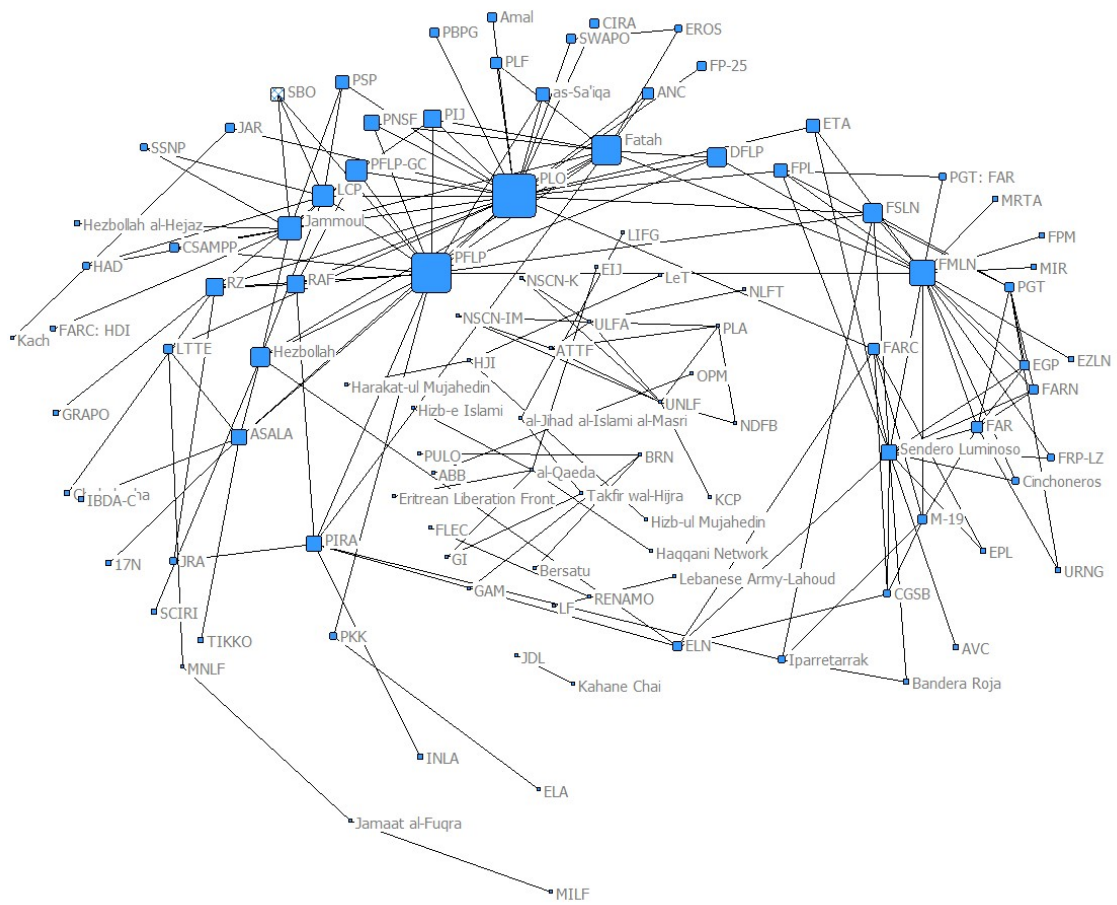 Amal
CIRA
PBPG
SWAPO
EROS
PLF
FP-25
PSP
SBO
as-Sa'iqa
ANC
PNSF
PIJ
ETA
JAR
Fatah
SSNP
DFLP
PFLP-GC
FPL
PLO
PGT: FAR
LCP
MRTA
Hezbollah al-Hejaz
Jammoul
FSLN
LIFG
FPM
CSAMPP
PFLP
HAD
EIJ
FMLN
MIR
RZ
RAF
NSCN-K
LeT
NLFT
PGT
NSCN-IM
ULFA
PLA
FARC: HDI
Kach
LTTE
Hezbollah
ATTF
FARC
HJI
EZLN
EGP
OPM
Harakat-ul Mujahedin
FARN
UNLF
Hizb-e Islami
GRAPO
al-Jihad al-Islami al-Masri
NDFB
FAR
ASALA
Sendero Luminoso
PULO
BRN
FRP-LZ
ABB
al-Qaeda
Cinchoneros
IBDA-C
Eritrean Liberation Front
Takfir wal-Hijra
KCP
Hizb-ul Mujahedin
M-19
FLEC
PIRA
Haqqani Network
EPL
GI
17N
JRA
Bersatu
URNG
Lebanese Army-Lahoud
GAM
RENAMO
CGSB
LF
SCIRI
TIKKO
PKK
ELN
AVC
JDL
Iparretarrak
MNLF
Kahane Chai
Bandera Roja
INLA
ELA
Jamaat al-Fuqra
MILF